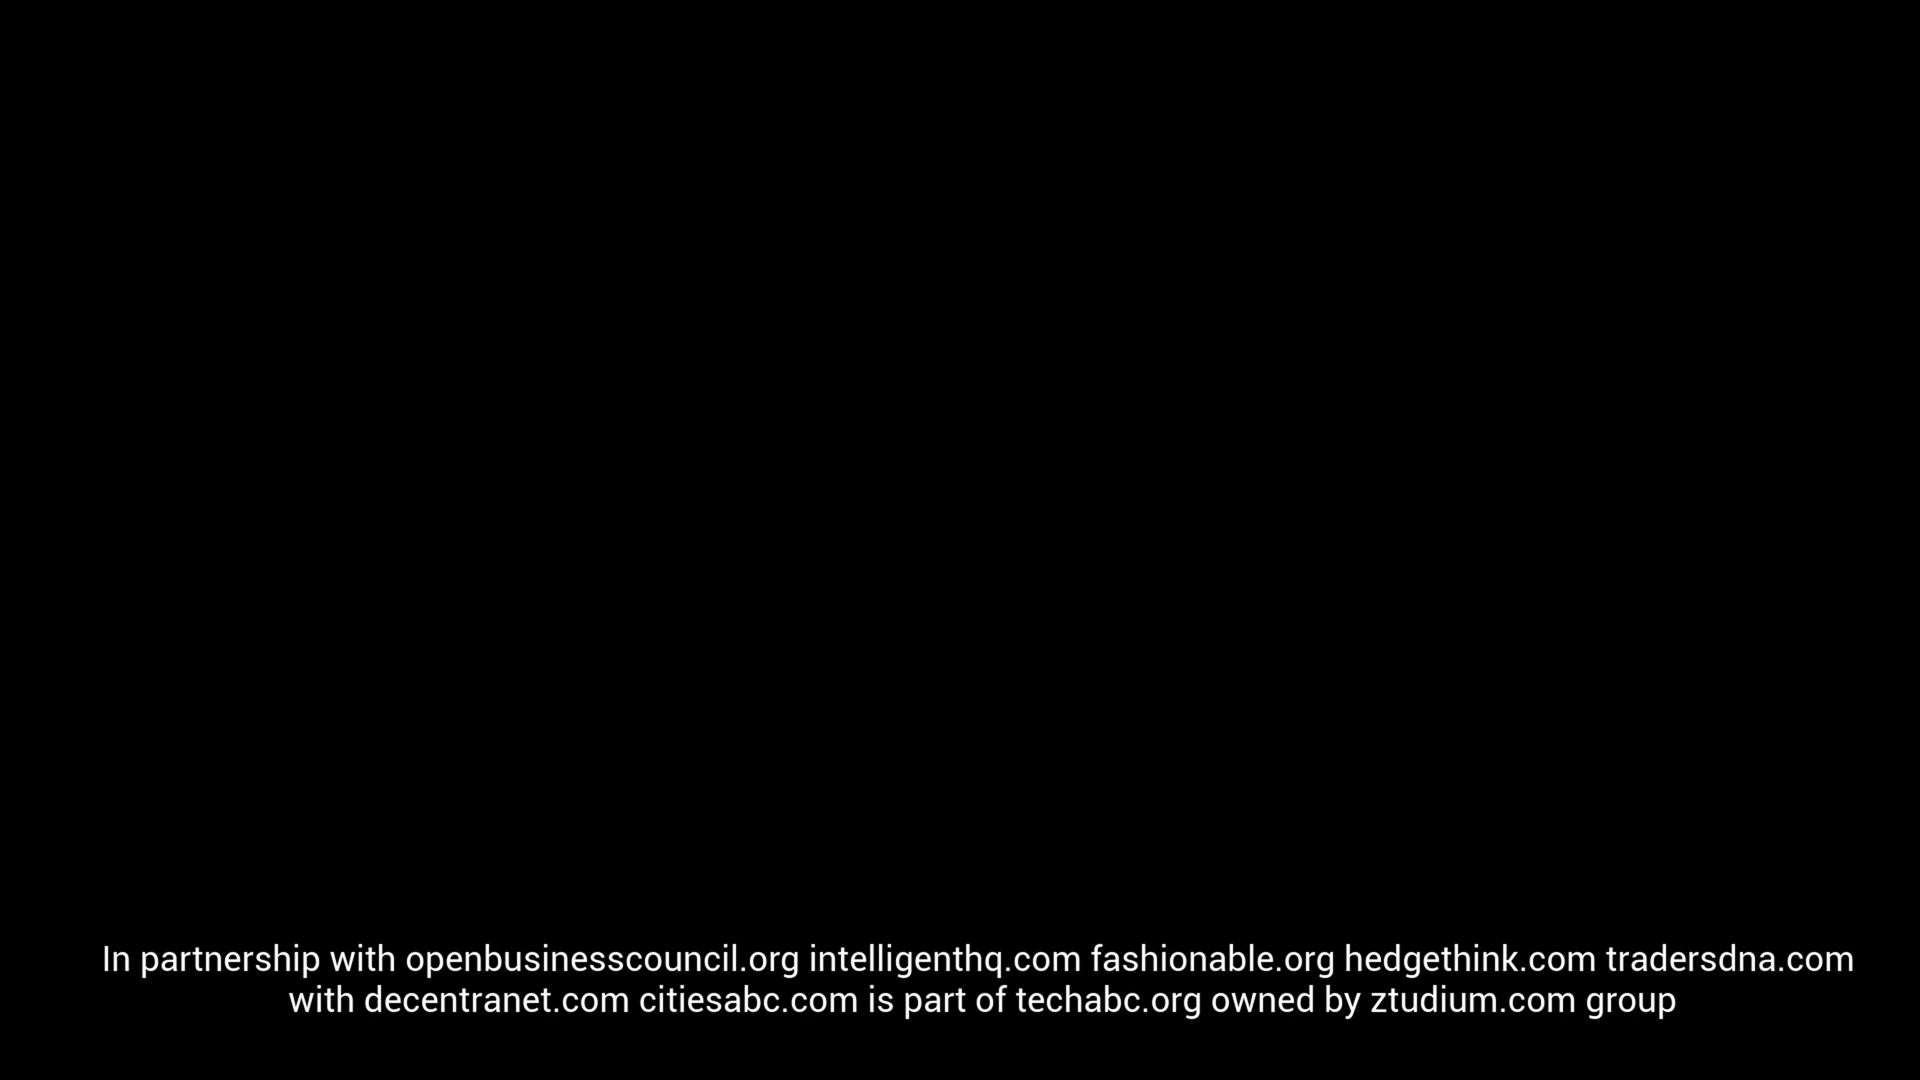 In partnership with openbusinesscouncil.org intelligenthq.com fashionable.org hedgethink.com tradersdna.com
with decentranet.com citiesabc.com is part of techabc.org owned by ztudium.com group